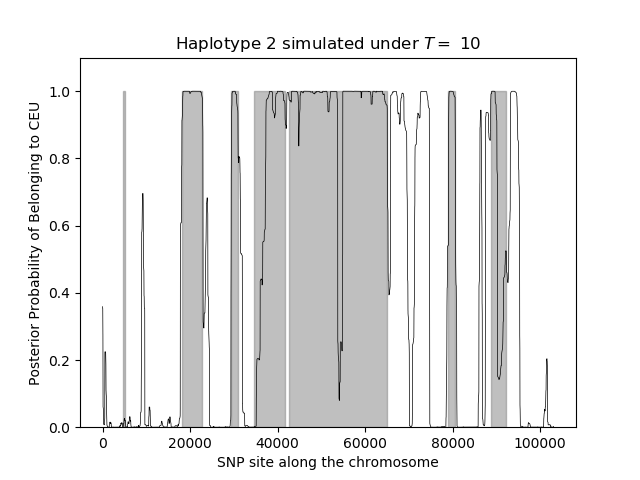 Haplotype 2 simulated under T = 10
Posterior Probability of Belonging to CEU
1.0
0.8
0.6
0.4
0.2
0.0
0 20000 40000 60000 80000 100000
SNP site along the chromosome